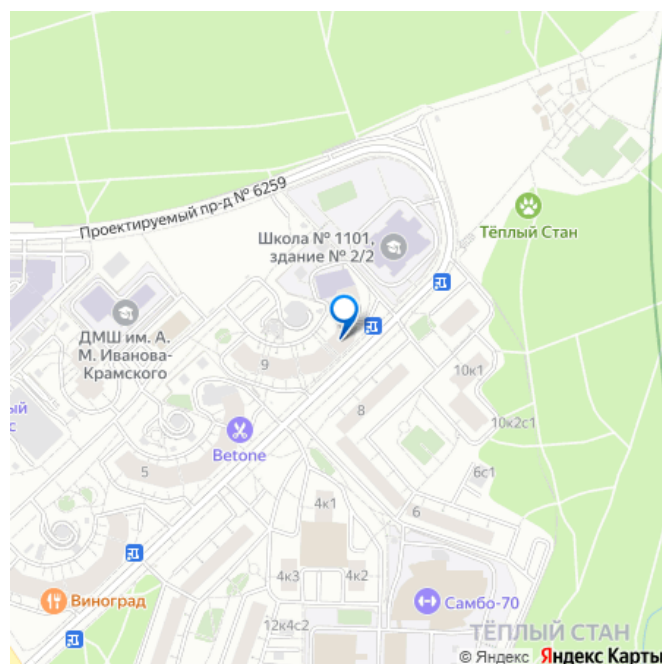 Проектируемый пр-д № 6259
Школа № 1101,
здание № 2/2
Тёплый Стан
ДМШ им. А.
М. Иванова-
Крамского
9
10к1
8
10к2с1
ый
с
Betone
5
6с1
4к1
6
4к3
4к2
Виноград
Самбо-70
12к4с2
ТЁПЛЫЙ СТАН
© Яндекс Яндекс Карты